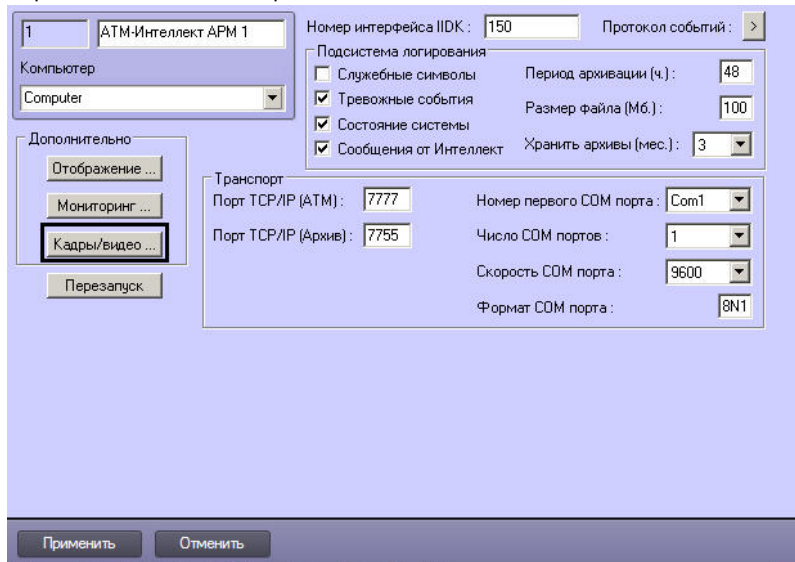 1 АТМ-Интеллект АРМ 1
Компьютер
Computer
Номер интерфейса IIDK : 150 Протокол событий : >
Подсистема логирования
Служебные символы Период архивации (ч.) : 48
Тревожные события Размер файла (Мб.) : 100
Состояние системы
Сообщения от Интеллект Хранить архивы (мес.) : 3
Дополнительно
Отображение ...
Мониторинг ...
Кадры/видео ...
Перезапуск
Транспорт
Порт TCP/IP (ATM) : 7777 Номер первого COM порта : Com1
Порт TCP/IP (Архив) : 7755 Число COM портов : 1
Скорость COM порта : 9600
Формат COM порта : 8N1
Применить Отменить